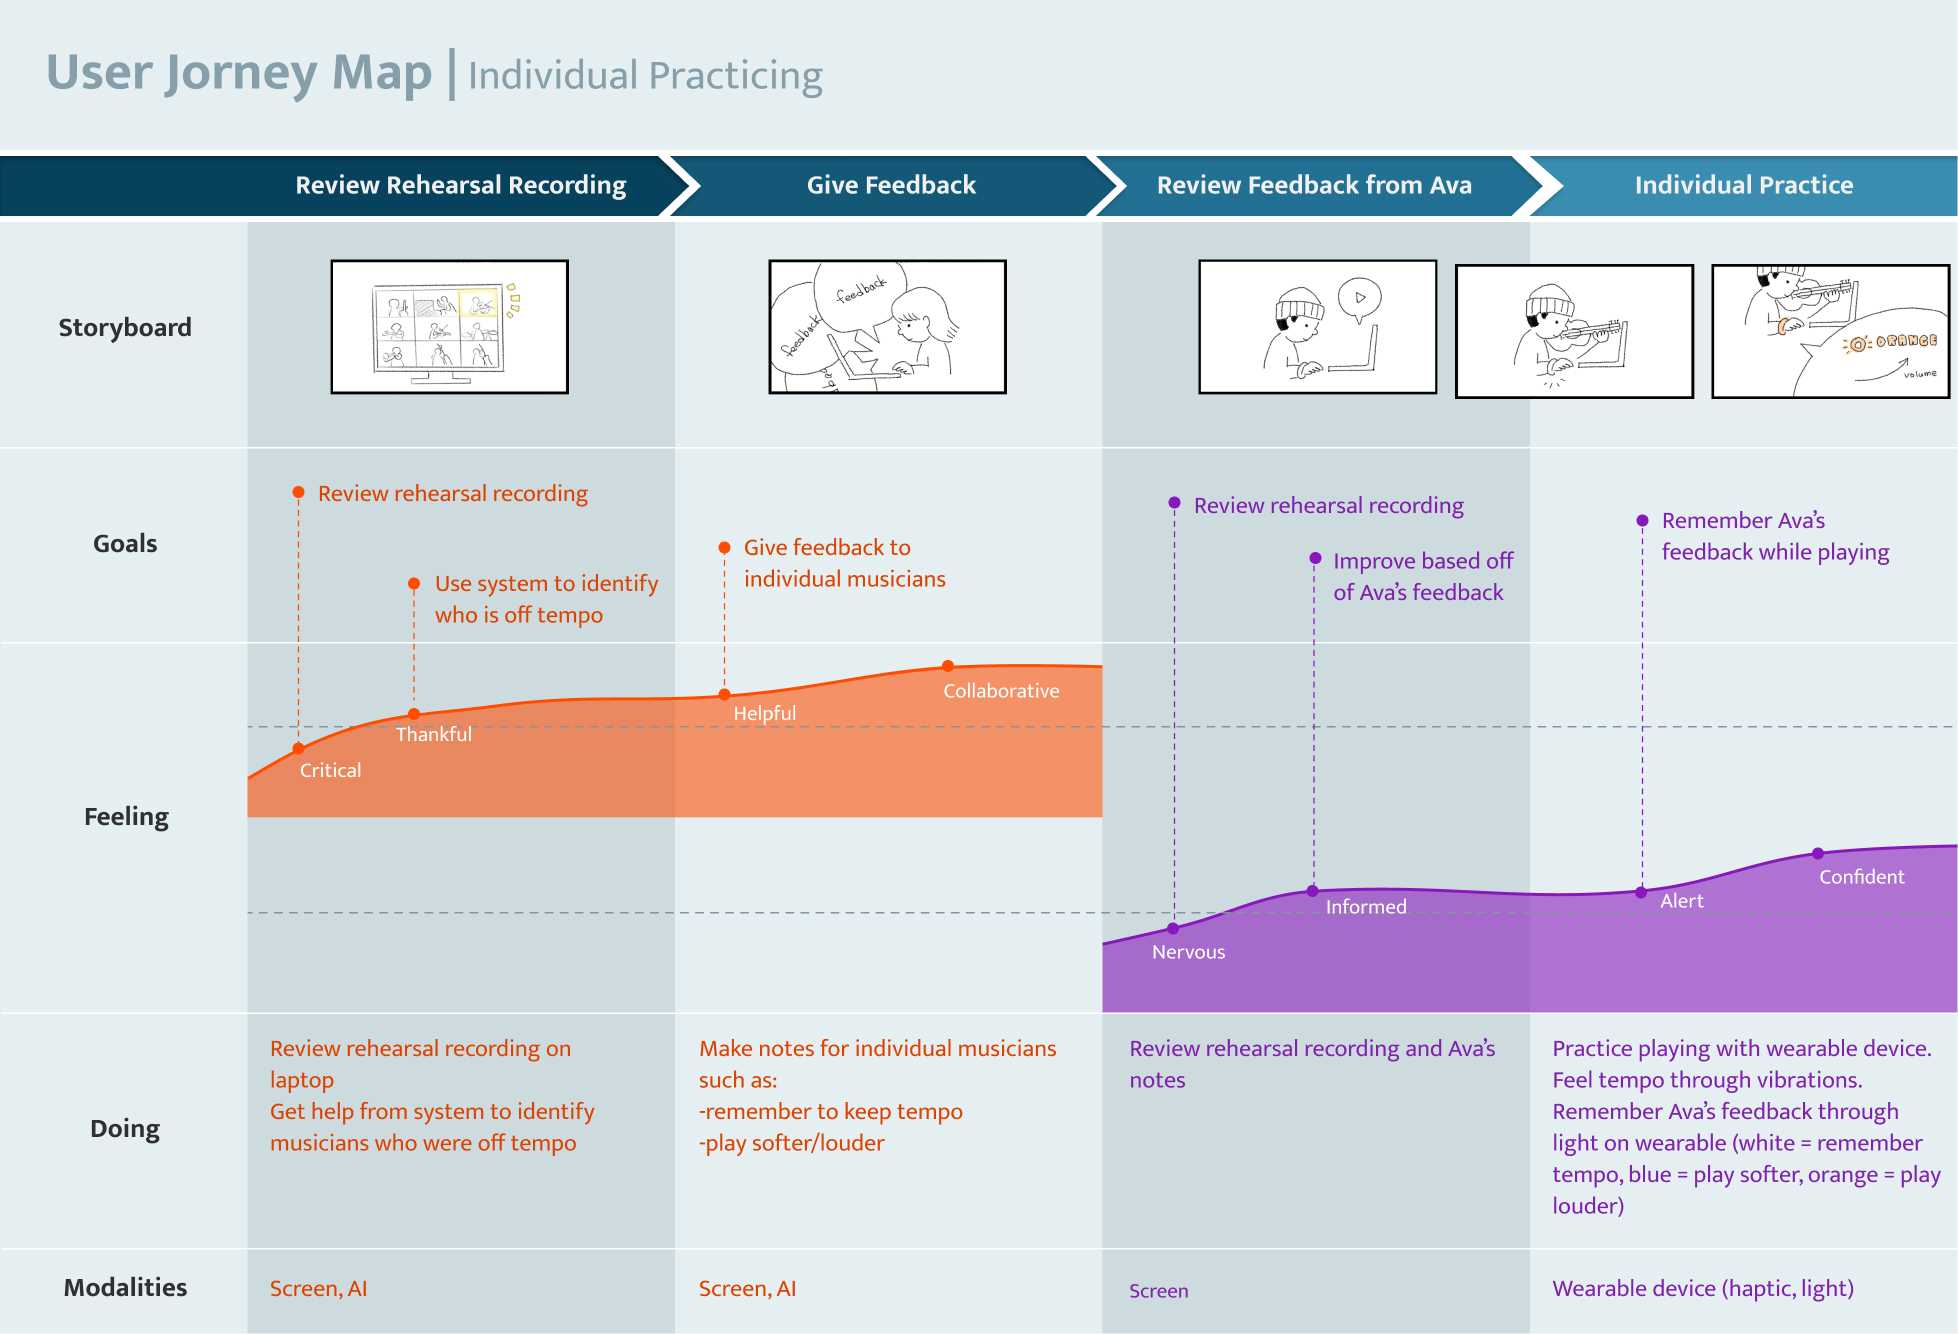 User Jorney Map | Individual Practicing
Review Rehearsal Recording
Give Feedback
Review Feedback from Ava
Individual Practice
Storyboard
feedback
feedback
ORANGE
volume
Goals
Review rehearsal recording
Use system to identify
who is off tempo
Give feedback to
individual musicians
Review rehearsal recording
Improve based off
of Ava’s feedback
Remember Ava’s
feedback while playing
Feeling
Critical
Thankful
Helpful
Collaborative
Nervous
Informed
Alert
Confident
Doing
Review rehearsal recording on
laptop
Get help from system to identify
musicians who were off tempo
Make notes for individual musicians
such as:
-remember to keep tempo
-play softer/louder
Review rehearsal recording and Ava’s
notes
Practice playing with wearable device.
Feel tempo through vibrations.
Remember Ava’s feedback through
light on wearable (white = remember
tempo, blue = play softer, orange = play
louder)
Modalities
Screen, AI
Screen, AI
Screen
Wearable device (haptic, light)